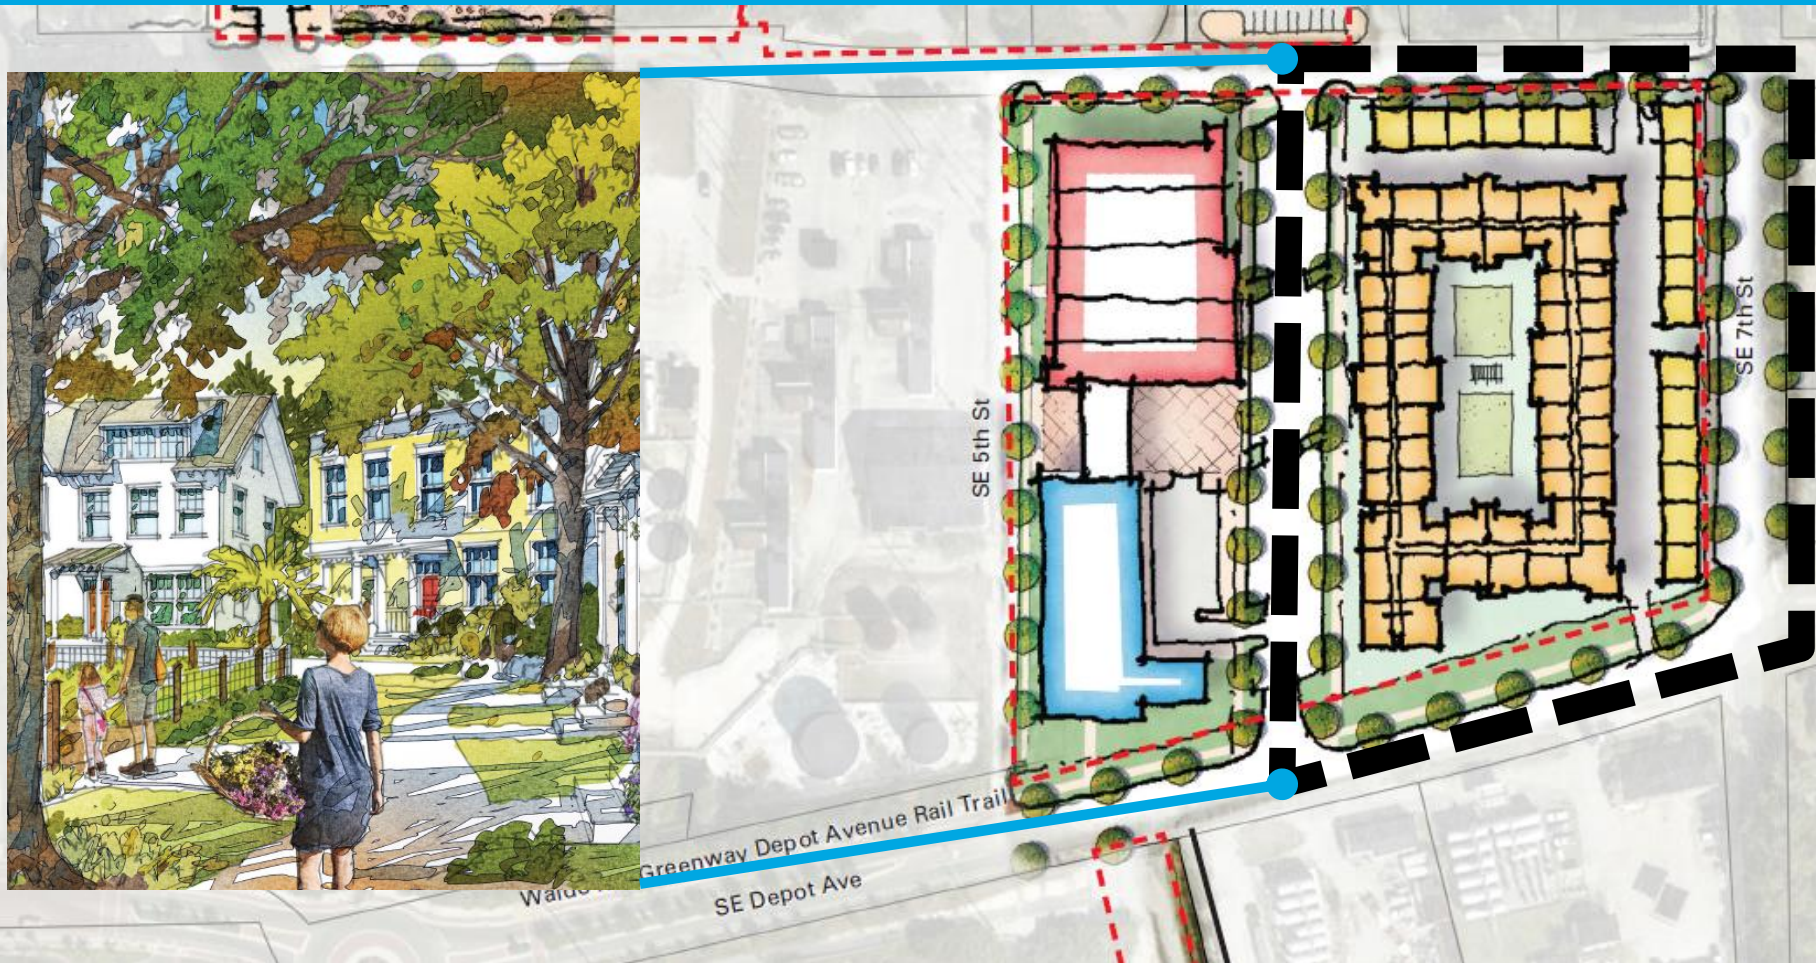 SE 5th St
SE 7th St
Greenway Depot Avenue Rail Trail
SE Depot Ave